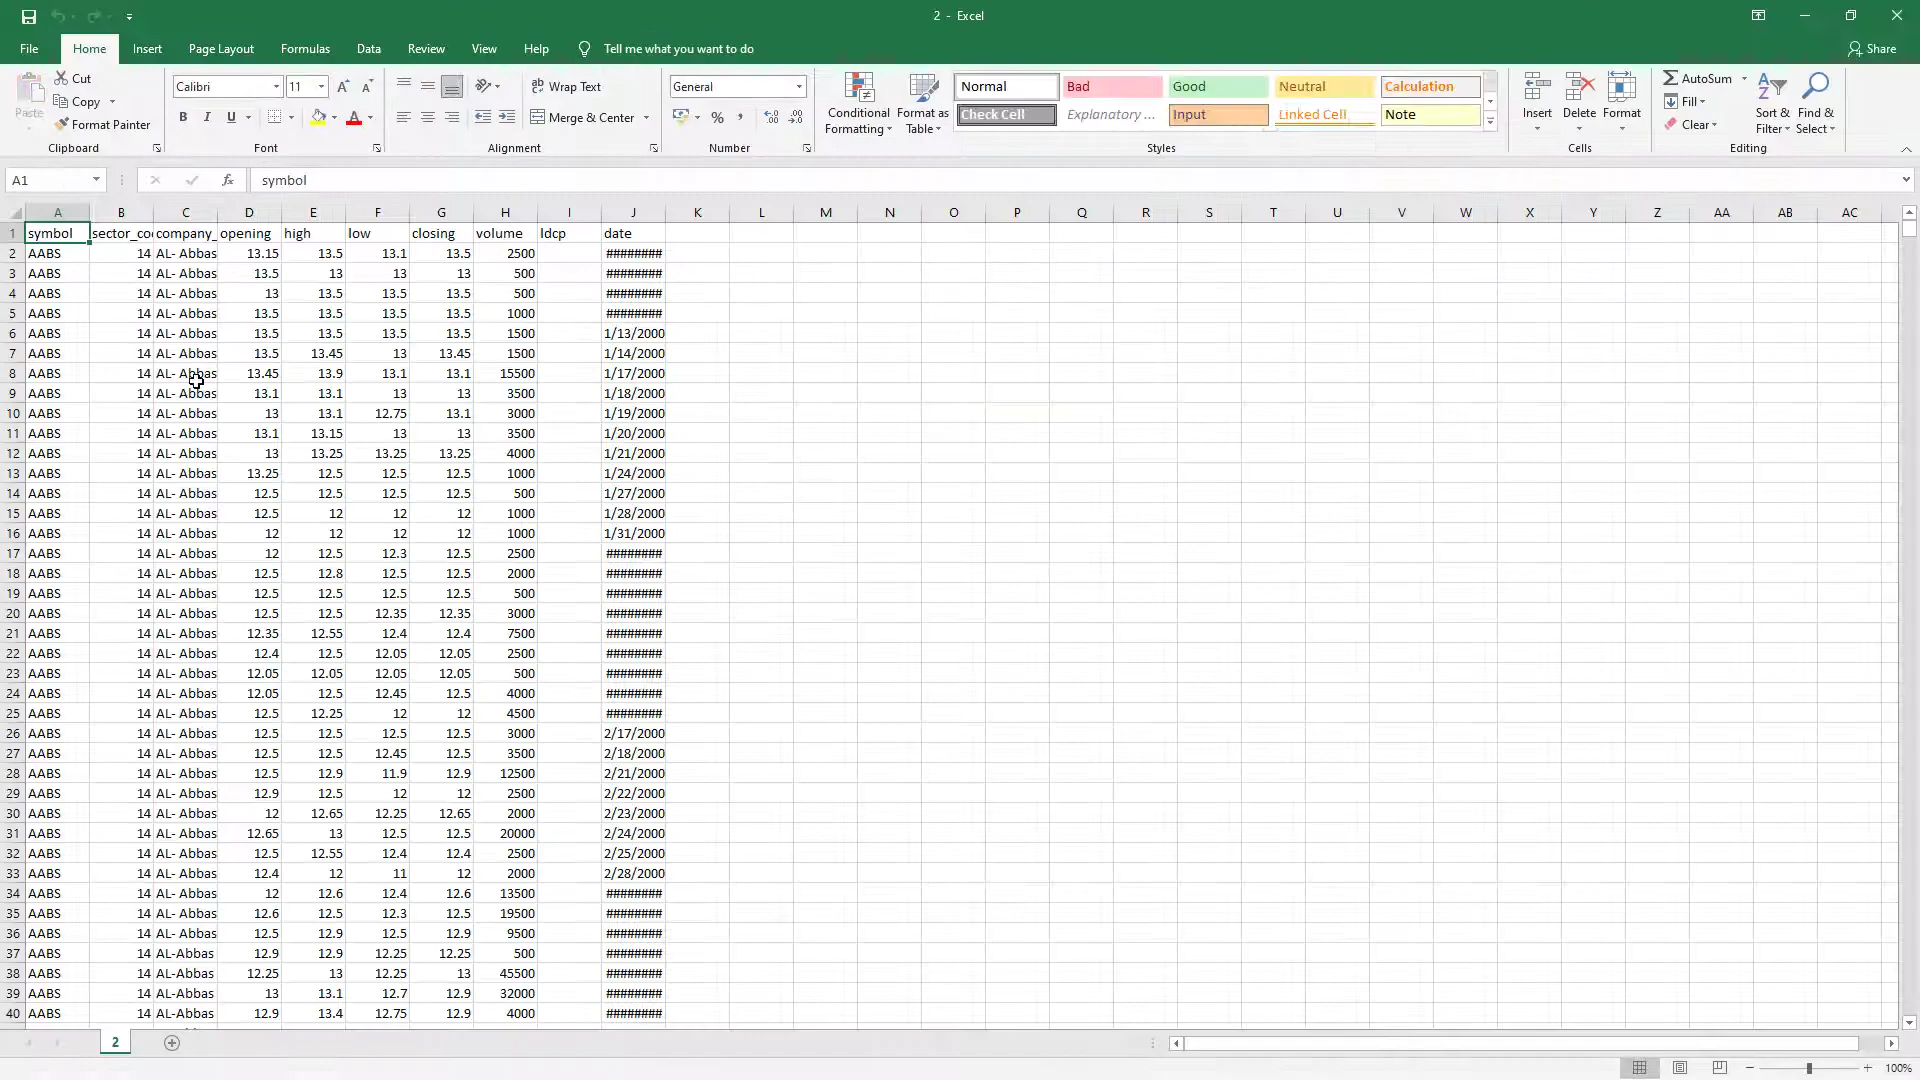 2 - Excel
File Home Insert Page Layout Formulas Data Review View Help Tell me what you want to do Share
Paste Cut Copy Format Painter Clipboard
Calibri 11 A A B I U A Font
Wrap Text Merge & Center Alignment
General % Number
Conditional Formatting Format as Table Normal Bad Good Neutral Calculation
Check Cell Explanatory ... Input Linked Cell Note Styles
Insert Delete Format Cells
AutoSum Fill Clear Sort & Filter Find & Select Editing
A1 fx symbol
A B C D E F G H I J K L M N O P Q R S T U V W X Y Z AA AB AC
1 symbol sector_co company_ opening high low closing volume ldcp date
2 AABS 14 AL- Abbas 13.15 13.5 13.1 13.5 2500 ########
3 AABS 14 AL- Abbas 13.5 13 13 13 500 ########
4 AABS 14 AL- Abbas 13 13.5 13.5 13.5 500 ########
5 AABS 14 AL- Abbas 13.5 13.5 13.5 13.5 1000 ########
6 AABS 14 AL- Abbas 13.5 13.5 13.5 13.5 1500 1/13/2000
7 AABS 14 AL- Abbas 13.5 13.45 13 13.45 1500 1/14/2000
8 AABS 14 AL- Abbas 13.45 13.9 13.1 13.1 15500 1/17/2000
9 AABS 14 AL- Abbas 13.1 13.1 13 13 3500 1/18/2000
10 AABS 14 AL- Abbas 13 13.1 12.75 13.1 3000 1/19/2000
11 AABS 14 AL- Abbas 13.1 13.15 13 13 3500 1/20/2000
12 AABS 14 AL- Abbas 13 13.25 13.25 13.25 4000 1/21/2000
13 AABS 14 AL- Abbas 13.25 12.5 12.5 12.5 1000 1/24/2000
14 AABS 14 AL- Abbas 12.5 12.5 12.5 12.5 500 1/27/2000
15 AABS 14 AL- Abbas 12.5 12 12 12 1000 1/28/2000
16 AABS 14 AL- Abbas 12 12 12 12 1000 1/31/2000
17 AABS 14 AL- Abbas 12 12.5 12.3 12.5 2500 ########
18 AABS 14 AL- Abbas 12.5 12.8 12.5 12.5 2000 ########
19 AABS 14 AL- Abbas 12.5 12.5 12.5 12.5 500 ########
20 AABS 14 AL- Abbas 12.5 12.5 12.35 12.35 3000 ########
21 AABS 14 AL- Abbas 12.35 12.55 12.4 12.4 7500 ########
22 AABS 14 AL- Abbas 12.4 12.5 12.05 12.05 2500 ########
23 AABS 14 AL- Abbas 12.05 12.05 12.05 12.05 500 ########
24 AABS 14 AL- Abbas 12.05 12.5 12.45 12.5 4000 ########
25 AABS 14 AL- Abbas 12.5 12.25 12 12 4500 ########
26 AABS 14 AL- Abbas 12.5 12.5 12.5 12.5 3000 2/17/2000
27 AABS 14 AL- Abbas 12.5 12.5 12.45 12.5 3500 2/18/2000
28 AABS 14 AL- Abbas 12.5 12.9 11.9 12.9 12500 2/21/2000
29 AABS 14 AL- Abbas 12.9 12.5 12 12 2500 2/22/2000
30 AABS 14 AL- Abbas 12 12.65 12.25 12.65 2000 2/23/2000
31 AABS 14 AL- Abbas 12.65 13 12.5 12.5 20000 2/24/2000
32 AABS 14 AL- Abbas 12.5 12.55 12.4 12.4 2500 2/25/2000
33 AABS 14 AL- Abbas 12.4 12 11 12 2000 2/28/2000
34 AABS 14 AL- Abbas 12 12.6 12.4 12.6 13500 ########
35 AABS 14 AL- Abbas 12.6 12.5 12.3 12.5 19500 ########
36 AABS 14 AL- Abbas 12.5 12.9 12.5 12.9 9500 ########
37 AABS 14 AL-Abbas 12.9 12.9 12.25 12.25 500 ########
38 AABS 14 AL-Abbas 12.25 13 12.25 13 45500 ########
39 AABS 14 AL-Abbas 13 13.1 12.7 12.9 32000 ########
40 AABS 14 AL-Abbas 12.9 13.4 12.75 12.9 4000 ########
2
100%